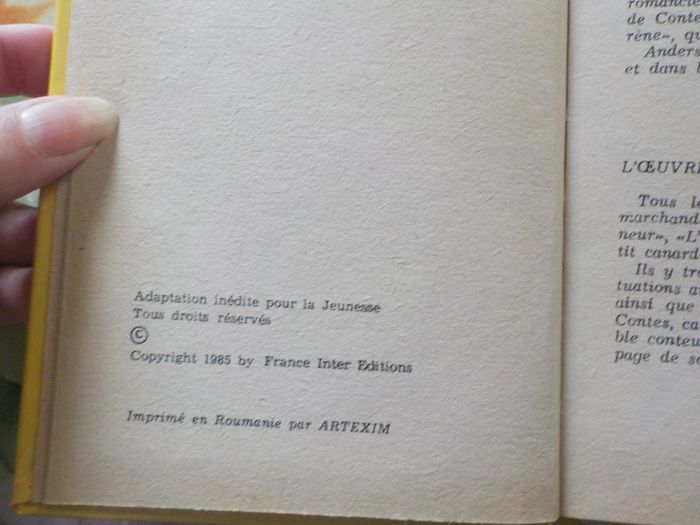 Adaptation inédite pour la Jeunesse
Tous droits réservés
©
Copyright 1985 by France Inter Editions
Imprimé en Roumanie par ARTEXIM
de Conte
rène», qu
Anders
et dans l
L'ŒUVRE
Tous le
marchand
neur», «L'
tit canard
Ils y tr
tuations a
ainsi que
Contes, ca
ble conteu
page de s